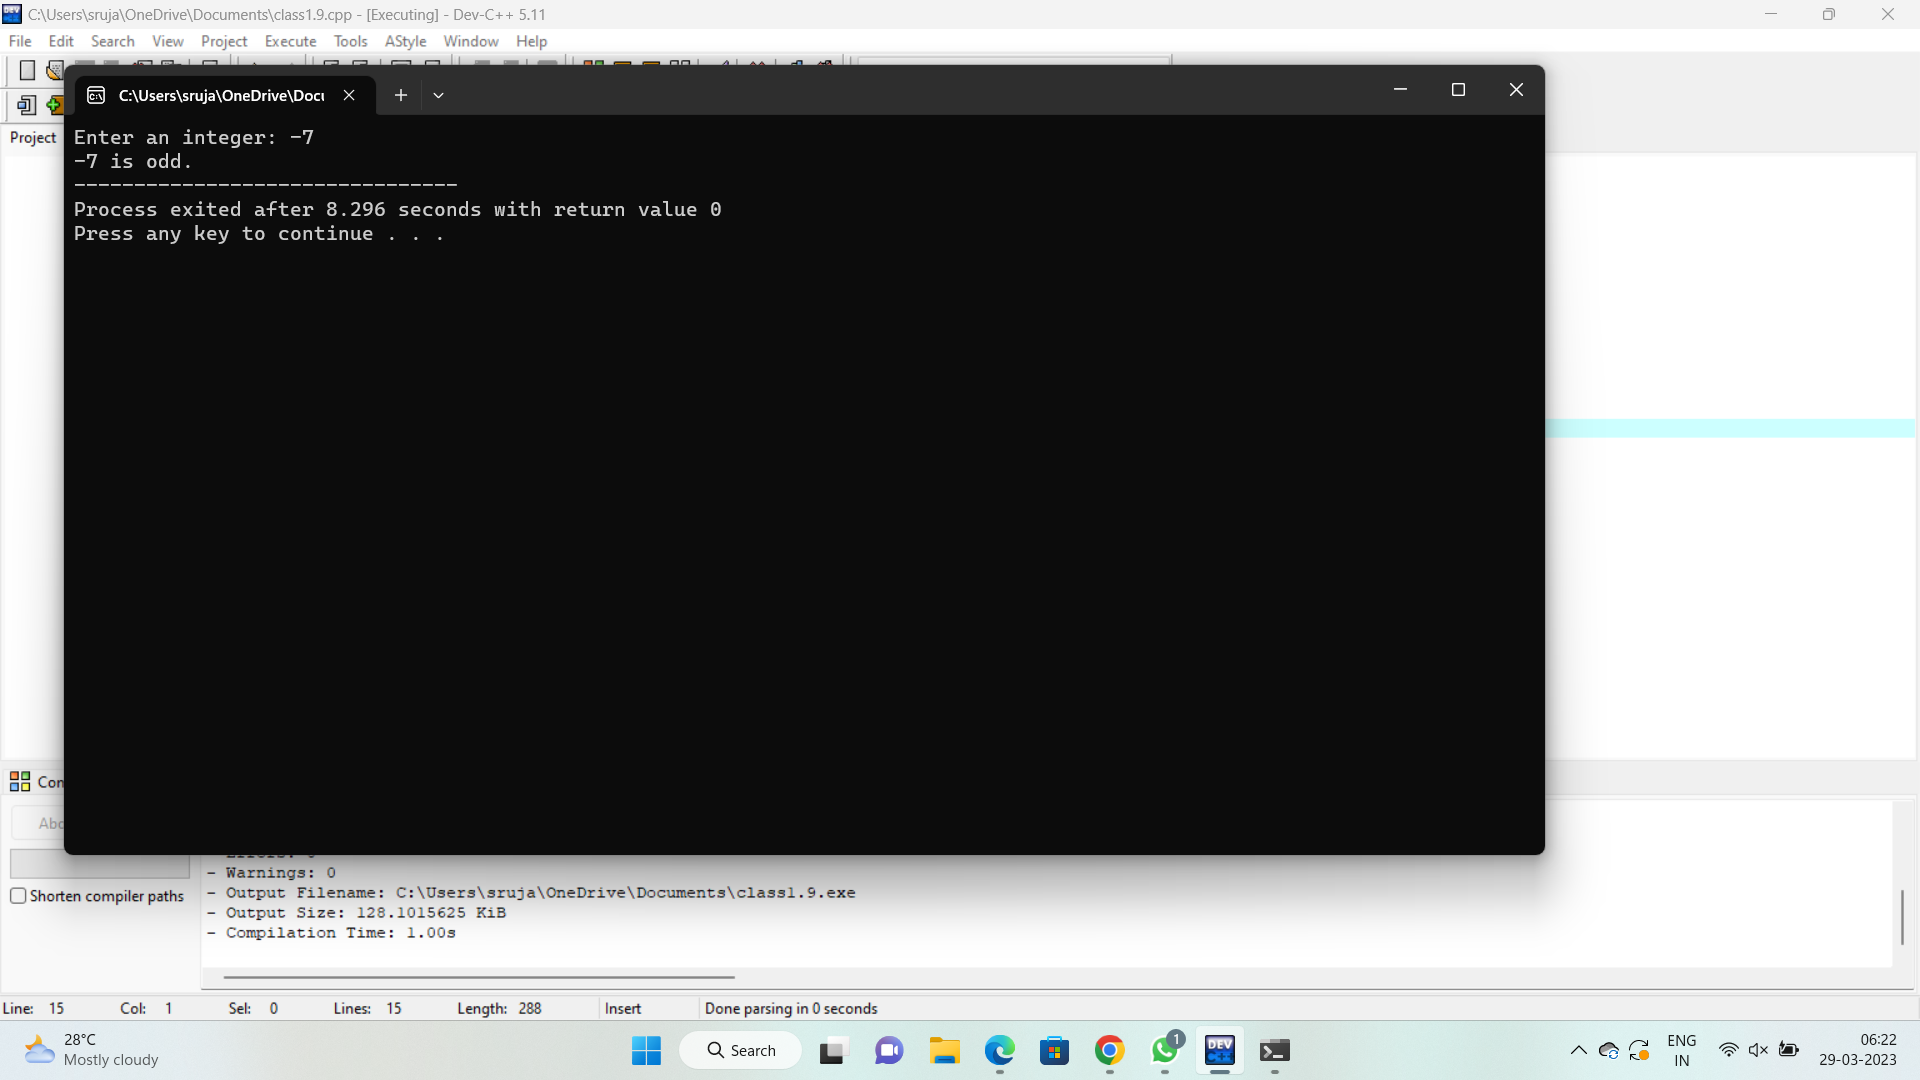 C:\Users\sruja\OneDrive\Documents\class1.9.cpp - [Executing] - Dev-C++ 5.11
File Edit Search View Project Execute Tools AStyle Window Help
C:\Users\sruja\OneDrive\Docu
Project
Enter an integer: -7
-7 is odd.
--------------------------------
Process exited after 8.296 seconds with return value 0
Press any key to continue . . .
- Warnings: 0
Shorten compiler paths
- Output Filename: C:\Users\sruja\OneDrive\Documents\class1.9.exe
- Output Size: 128.1015625 KiB
- Compilation Time: 1.00s
Line: 15 Col: 1 Sel: 0 Lines: 15 Length: 288 Insert Done parsing in 0 seconds
28°C
Mostly cloudy
Search
1
DEV
C++
ENG
IN
06:22
29-03-2023